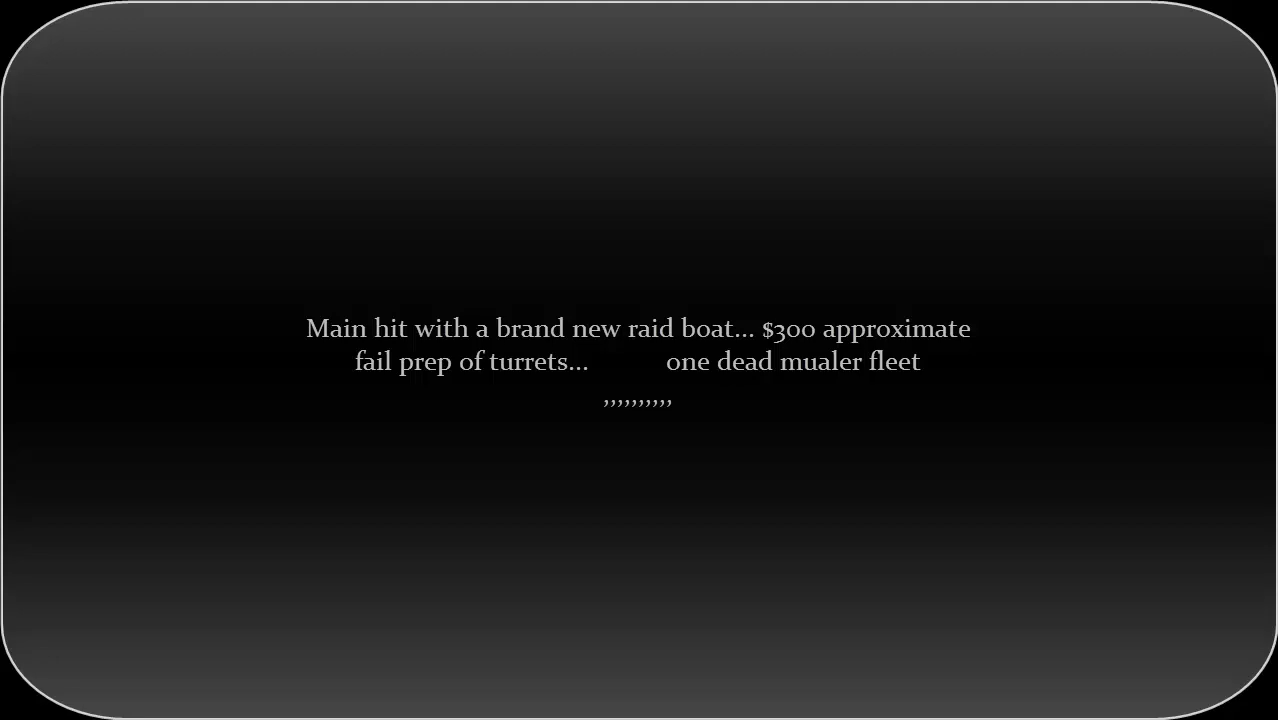 Main hit with a brand new raid boat... $300 approximate
fail prep of turrets... one dead mualer fleet
,,,,,,,,,,